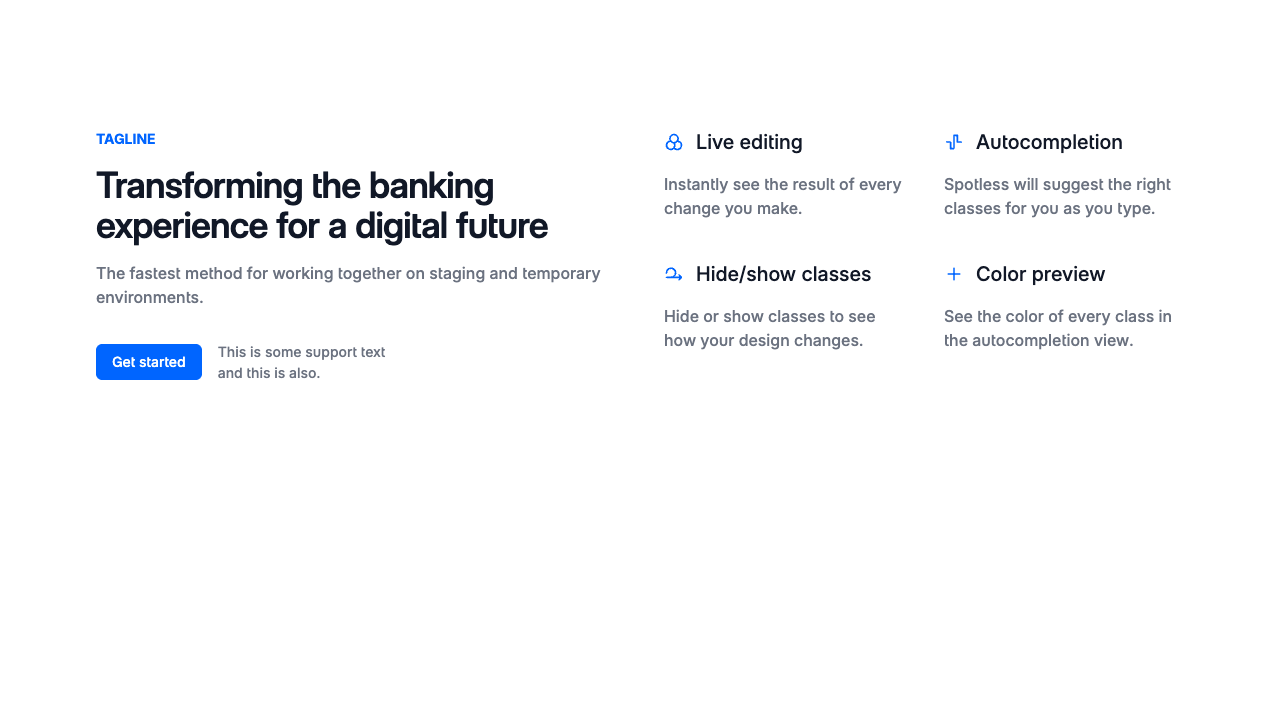 TAGLINE
Transforming the banking
experience for a digital future
The fastest method for working together on staging and temporary
environments.
Get started
This is some support text
and this is also.
Live editing
Instantly see the result of every
change you make.
Autocompletion
Spotless will suggest the right
classes for you as you type.
Hide/show classes
Hide or show classes to see
how your design changes.
Color preview
See the color of every class in
the autocompletion view.